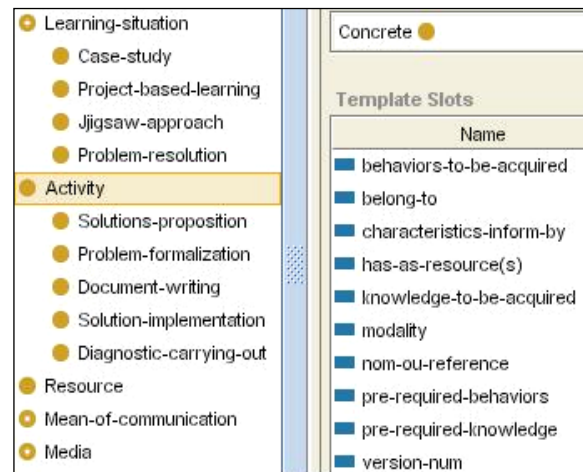 Learning-situation
Case-study
Project-based-learning
Jjigsaw-approach
Problem-resolution
Activity
Solutions-proposition
Problem-formalization
Document-writing
Solution-implementation
Diagnostic-carrying-out
Resource
Mean-of-communication
Media
Concrete
Template Slots
Name
behaviors-to-be-acquired
belong-to
characteristics-inform-by
has-as-resource(s)
knowledge-to-be-acquired
modality
nom-ou-reference
pre-required-behaviors
pre-required-knowledge
version-num